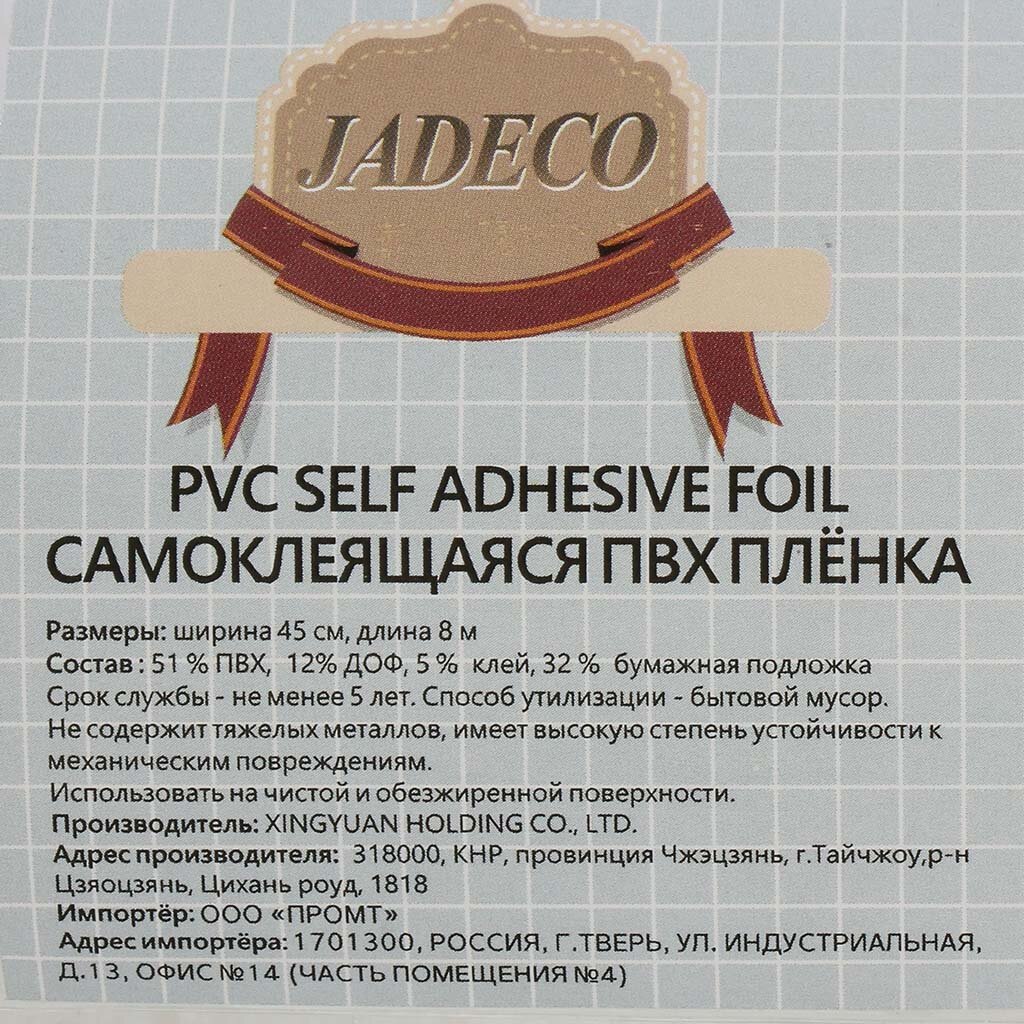 JADECO
PVC SELF ADHESIVE FOIL
САМОКЛЕЯЩАЯСЯ ПВХ ПЛЁНКА
Размеры: ширина 45 см, длина 8 м
Состав : 51 % ПВХ, 12% ДОФ, 5 % клей, 32 % бумажная подложка
Срок службы - не менее 5 лет. Способ утилизации - бытовой мусор.
Не содержит тяжелых металлов, имеет высокую степень устойчивости к
механическим повреждениям.
Использовать на чистой и обезжиренной поверхности.
Производитель: XINGYUAN HOLDING CO., LTD.
Адрес производителя: 318000, КНР, провинция Чжэцзянь, г.Тайчжоу,р-н
Цзяоцзянь, Цихань роуд, 1818
Импортёр: ООО «ПРОМТ»
Адрес импортёра: 1701300, РОССИЯ, Г.ТВЕРЬ, УЛ. ИНДУСТРИАЛЬНАЯ,
Д.13, ОФИС №14 (ЧАСТЬ ПОМЕЩЕНИЯ №4)